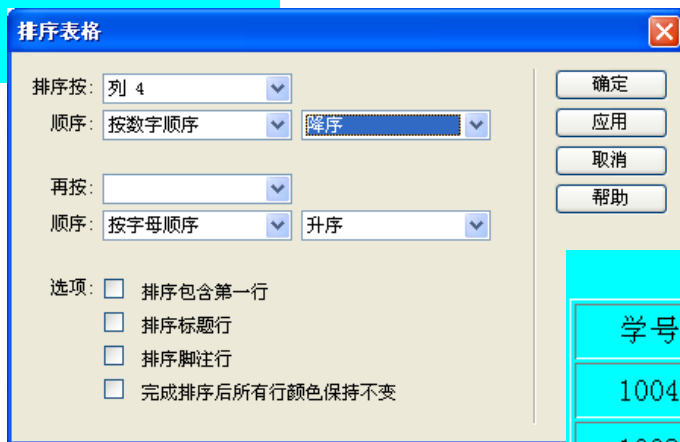 排序表格
排序按: 列 4
顺序: 按数字顺序 降序
再按:
顺序: 按字母顺序 升序
选项: 排序包含第一行
排序标题行
排序脚注行
完成排序后所有行颜色保持不变
确定
应用
取消
帮助
学号
1004